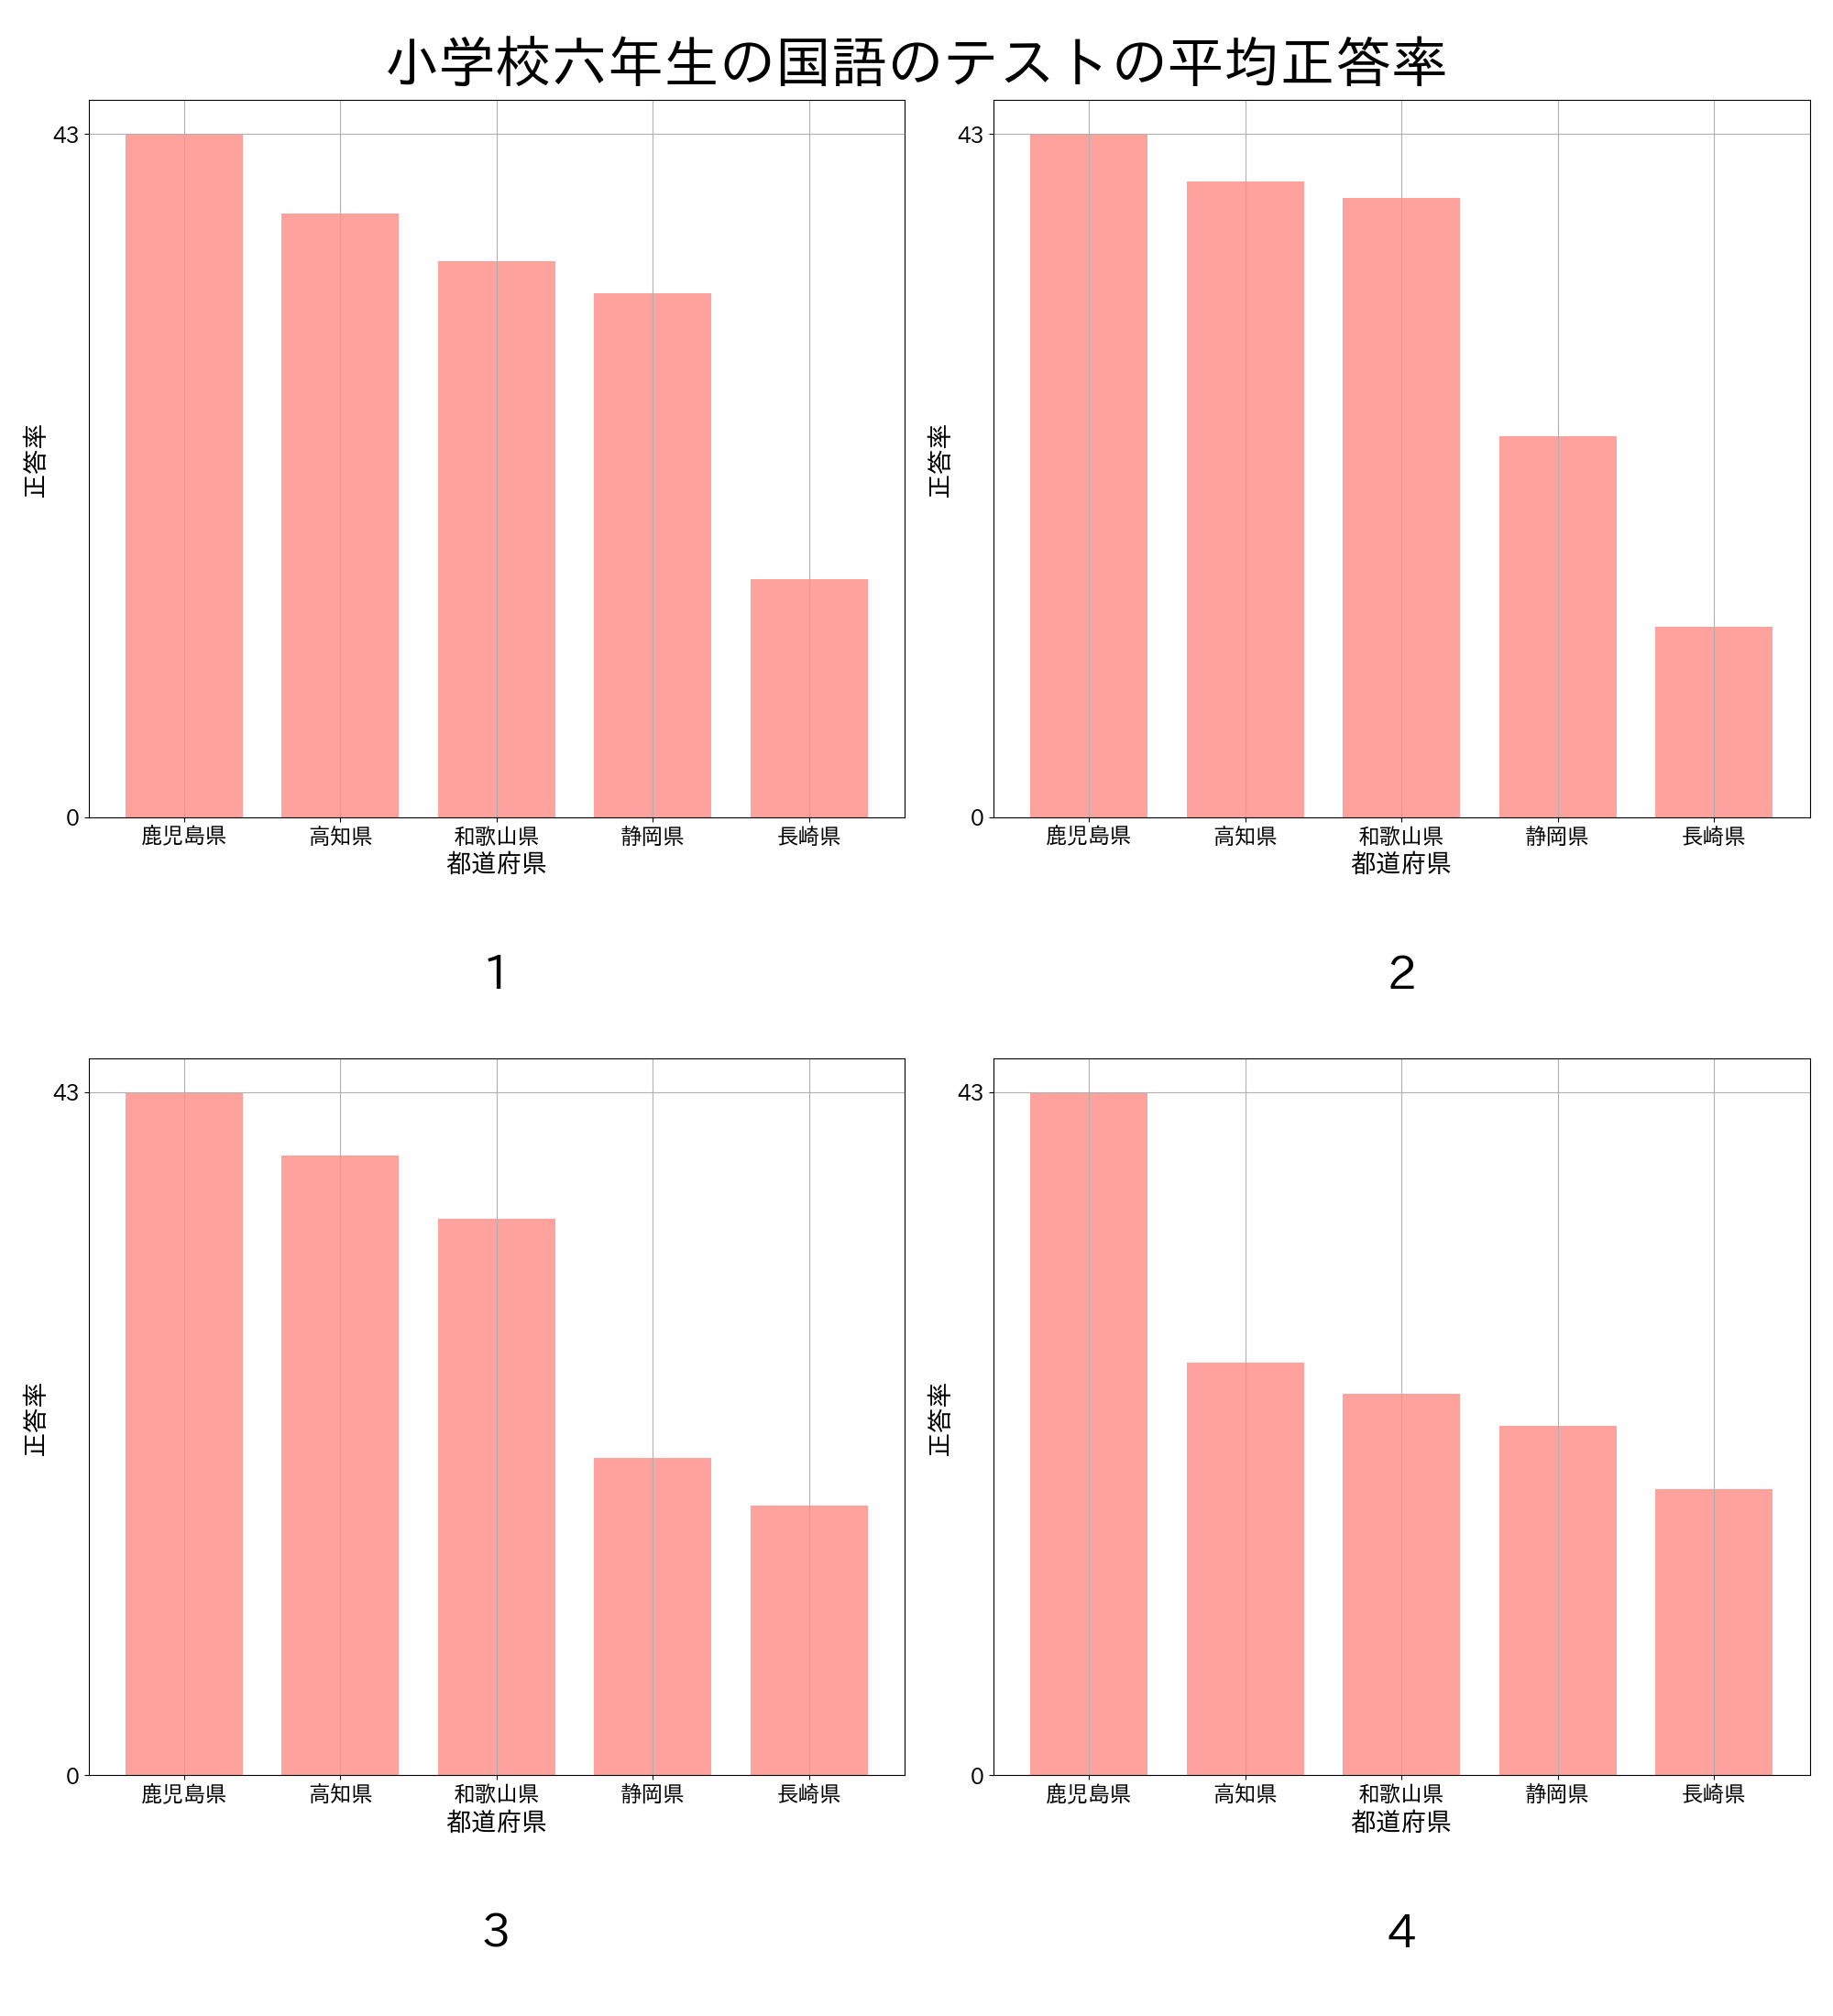 小学校六年生の国語のテストの平均正答率
43
0
正答率
鹿児島県 高知県 和歌山県 静岡県 長崎県
都道府県
1
43
0
正答率
鹿児島県 高知県 和歌山県 静岡県 長崎県
都道府県
2
43
0
正答率
鹿児島県 高知県 和歌山県 静岡県 長崎県
都道府県
3
43
0
正答率
鹿児島県 高知県 和歌山県 静岡県 長崎県
都道府県
4